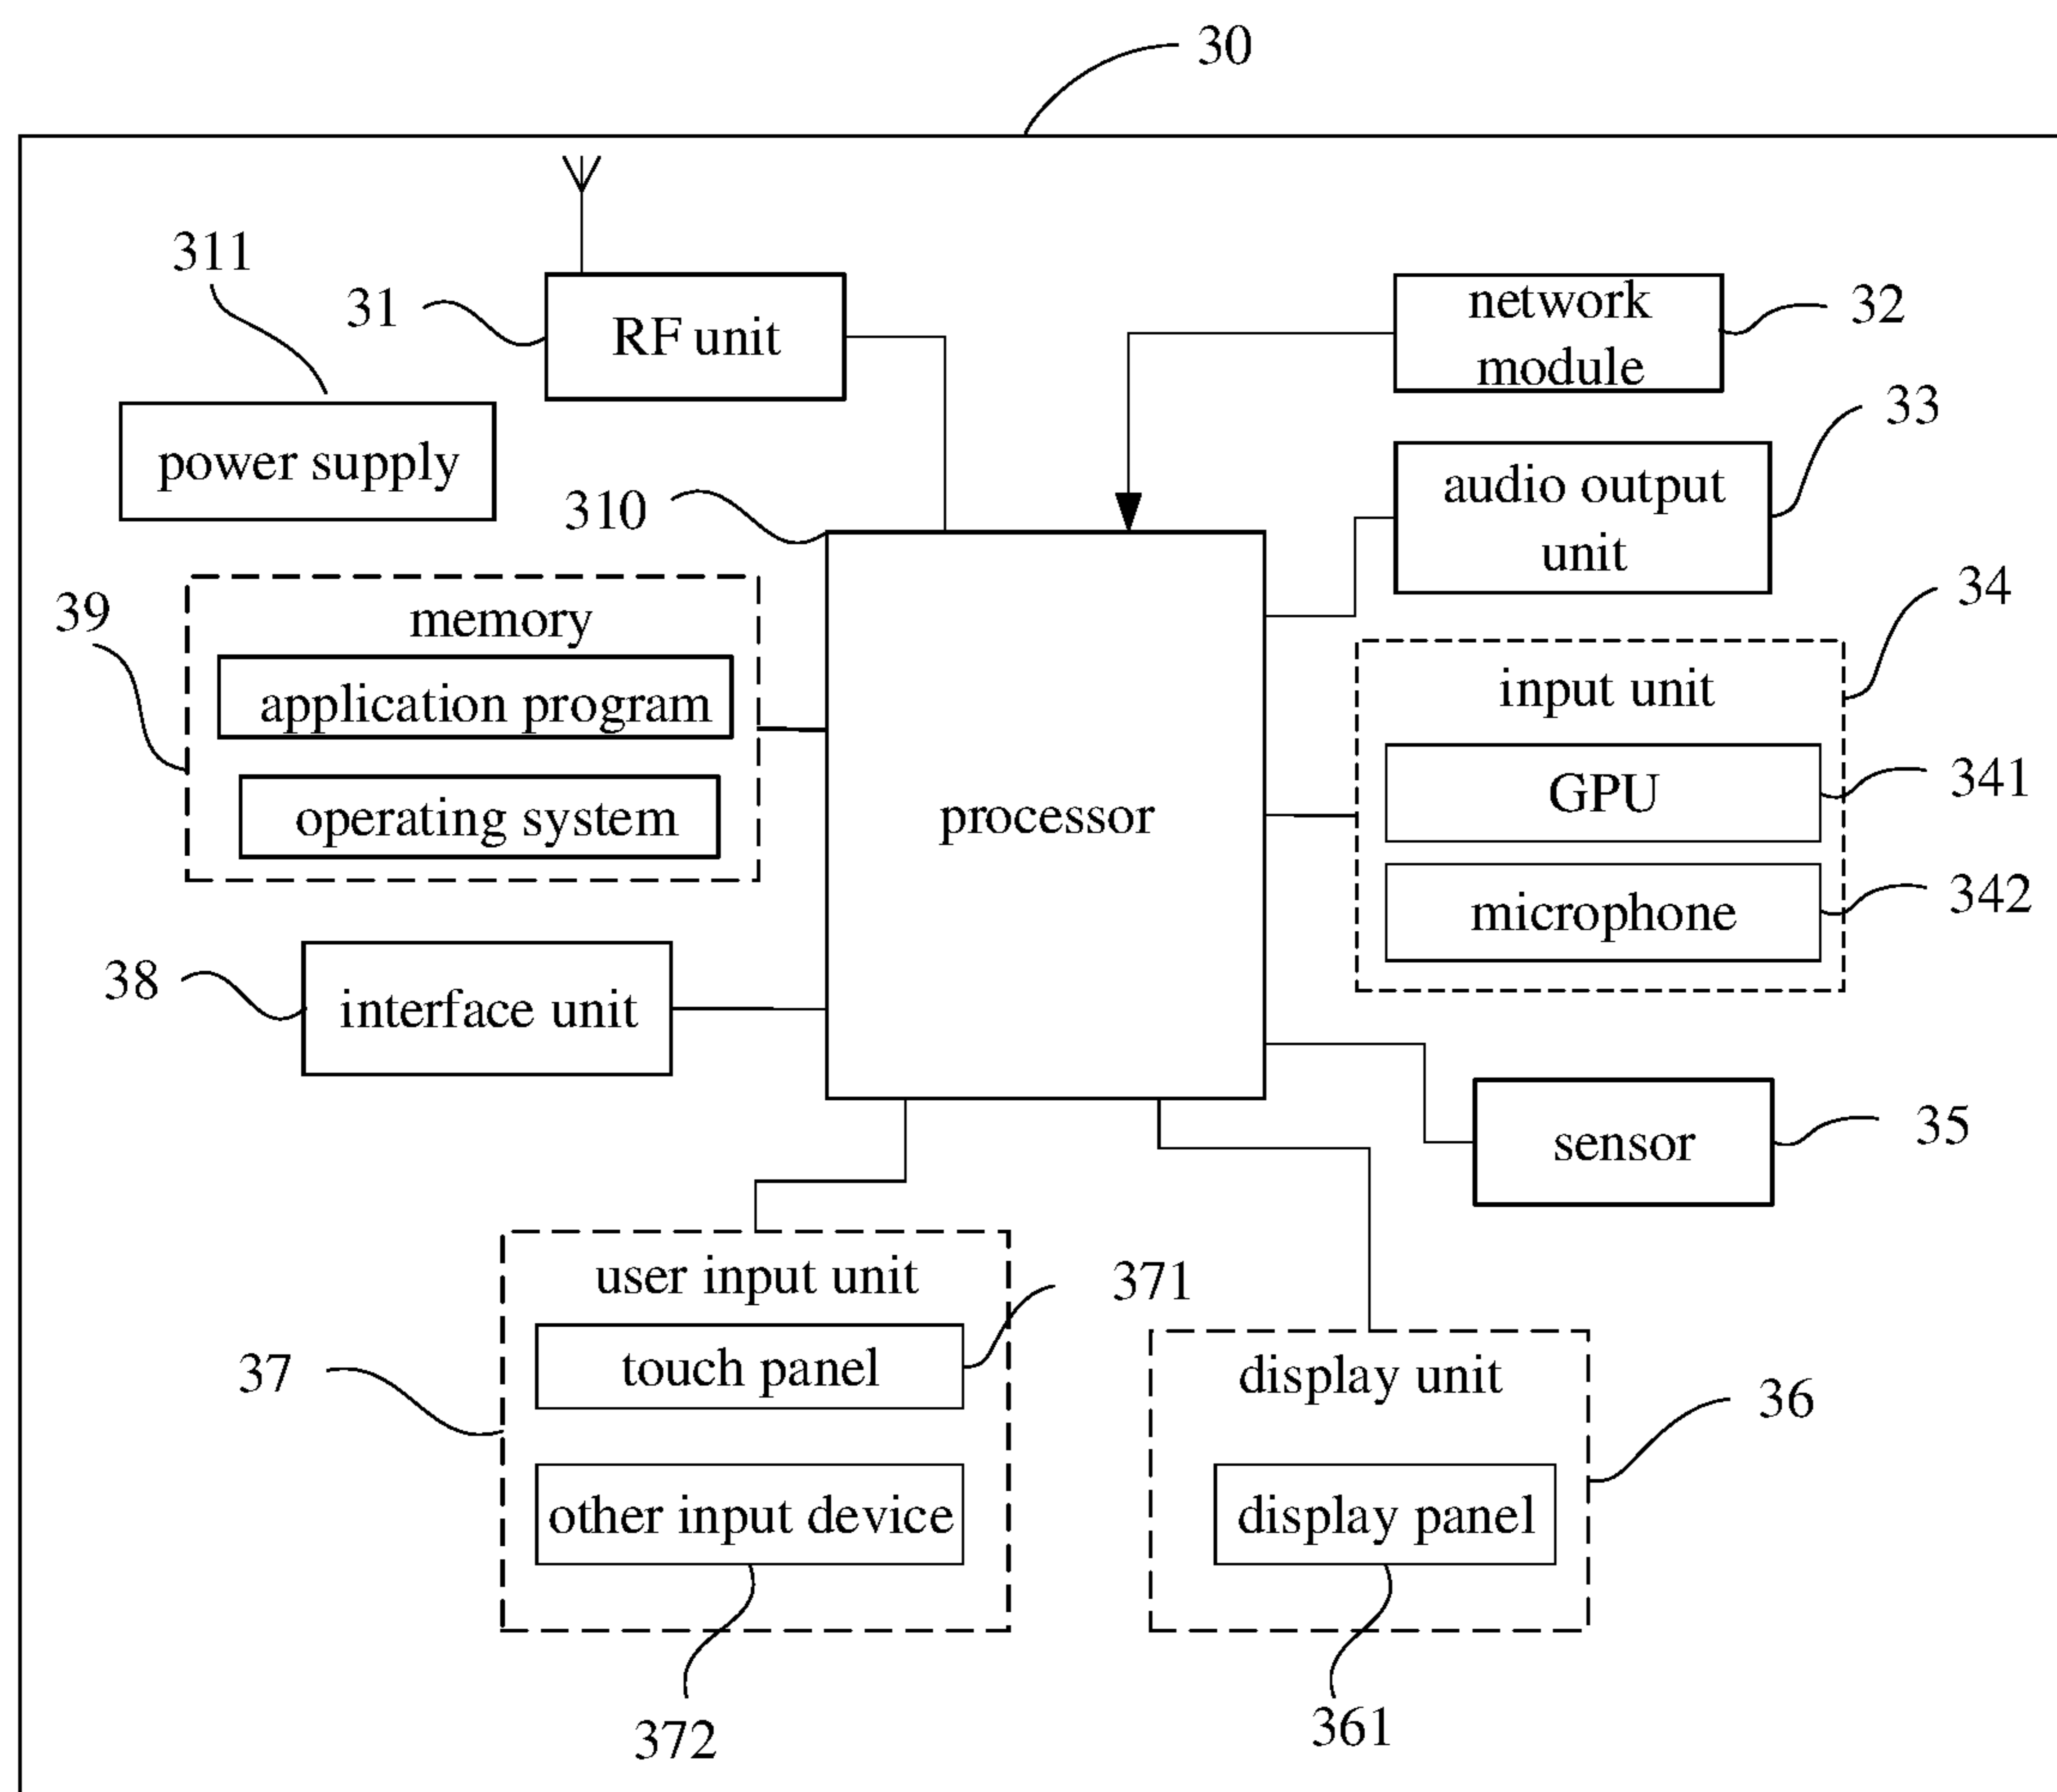 30
311
31
RF unit
network
module
32
33
power supply
310
audio output
unit
39
memory
application program
operating system
processor
34
input unit
GPU
341
microphone
342
38
interface unit
sensor
35
user input unit
371
37
touch panel
other input device
372
display unit
36
display panel
361